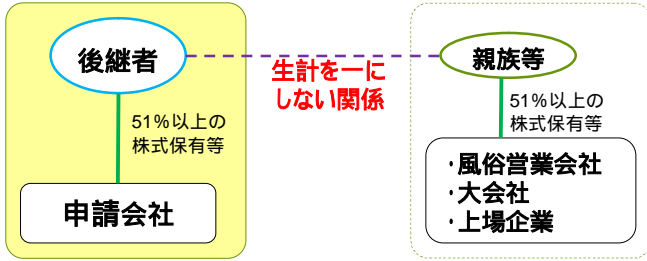 後継者
生計を一に
しない関係
親族等
51%以上の
株式保有等
51%以上の
株式保有等
申請会社
・風俗営業会社
・大会社
・上場企業